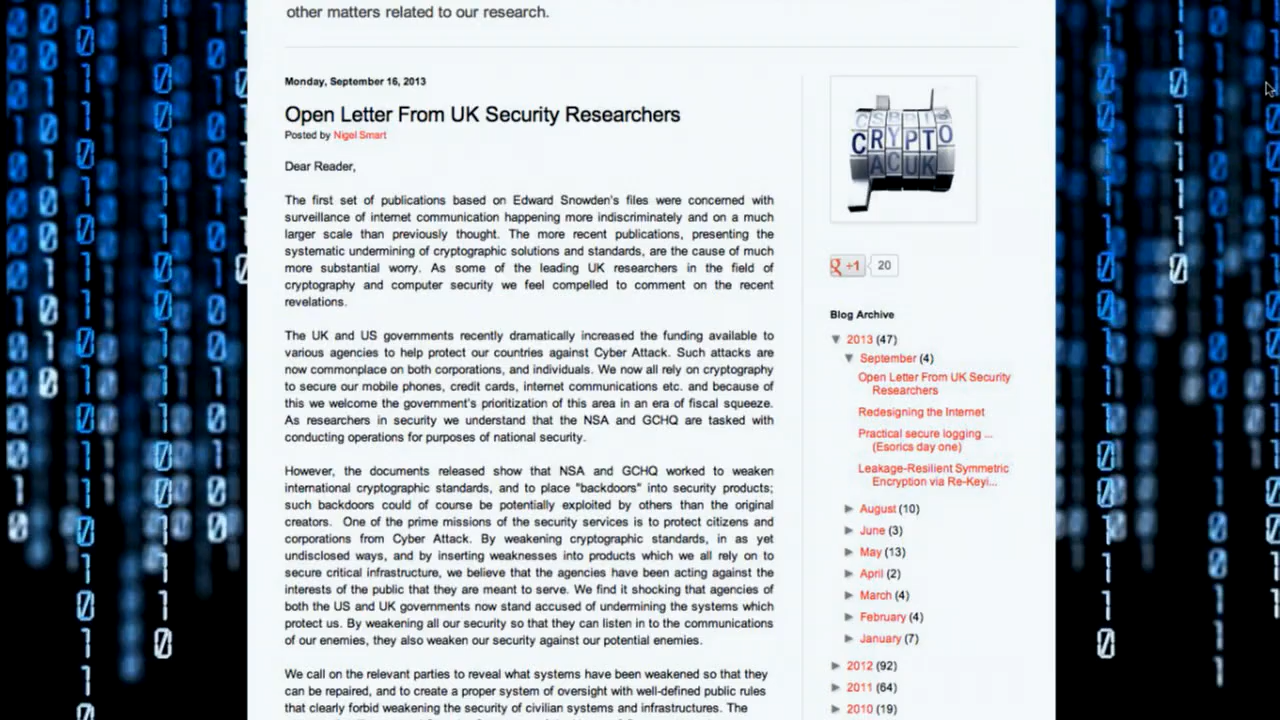 other matters related to our research.
Monday, September 16, 2013
Open Letter From UK Security Researchers
Posted by Nigel Smart
Dear Reader,
The first set of publications based on Edward Snowden's files were concerned with
surveillance of internet communication happening more indiscriminately and on a much
larger scale than previously thought. The more recent publications, presenting the
systematic undermining of cryptographic solutions and standards, are the cause of much
more substantial worry. As some of the leading UK researchers in the field of
cryptography and computer security we feel compelled to comment on the recent
revelations.
The UK and US governments recently dramatically increased the funding available to
various agencies to help protect our countries against Cyber Attack. Such attacks are
now commonplace on both corporations, and individuals. We now all rely on cryptography
to secure our mobile phones, credit cards, internet communications etc. and because of
this we welcome the government's prioritization of this area in an era of fiscal squeeze.
As researchers in security we understand that the NSA and GCHQ are tasked with
conducting operations for purposes of national security.
However, the documents released show that NSA and GCHQ worked to weaken
international cryptographic standards, and to place "backdoors" into security products;
such backdoors could of course be potentially exploited by others than the original
creators. One of the prime missions of the security services is to protect citizens and
corporations from Cyber Attack. By weakening cryptographic standards, in as yet
undisclosed ways, and by inserting weaknesses into products which we all rely on to
secure critical infrastructure, we believe that the agencies have been acting against the
interests of the public that they are meant to serve. We find it shocking that agencies of
both the US and UK governments now stand accused of undermining the systems which
protect us. By weakening all our security so that they can listen in to the communications
of our enemies, they also weaken our security against our potential enemies.
We call on the relevant parties to reveal what systems have been weakened so that they
can be repaired, and to create a proper system of oversight with well-defined public rules
that clearly forbid weakening the security of civilian systems and infrastructures. The
CRYPTO
ACUK
+1 20
Blog Archive
▼ 2013 (47)
▼ September (4)
Open Letter From UK Security
Researchers
Redesigning the Internet
Practical secure logging ...
(Esorics day one)
Leakage-Resilient Symmetric
Encryption via Re-Keyi...
► August (10)
► June (3)
► May (13)
► April (2)
► March (4)
► February (4)
► January (7)
► 2012 (92)
► 2011 (64)
► 2010 (19)